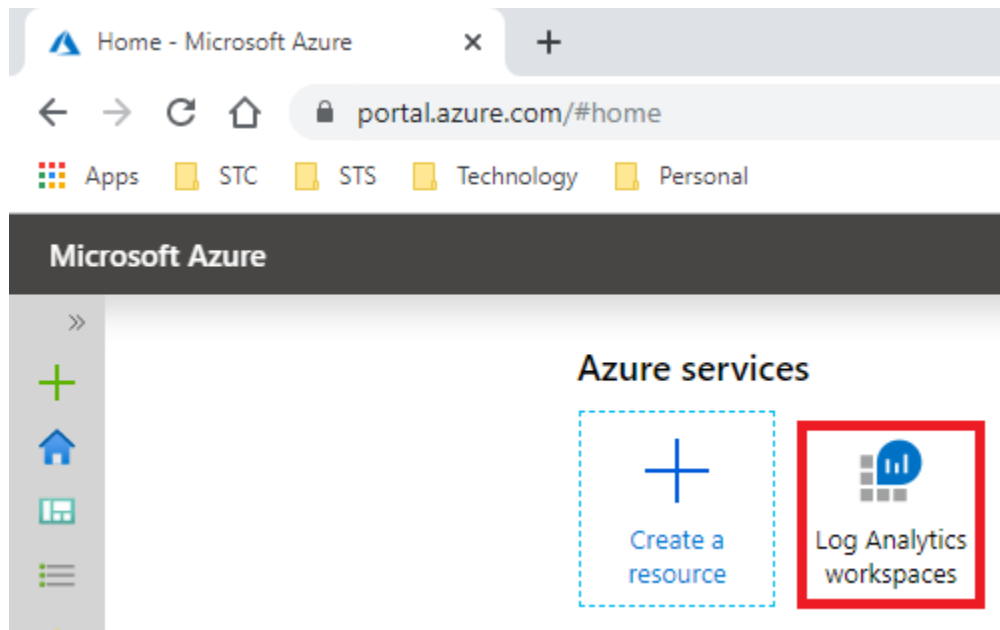 Home - Microsoft Azure
portal.azure.com/#home
Apps STC STS Technology Personal
Microsoft Azure
Azure services
Create a
resource
Log Analytics
workspaces